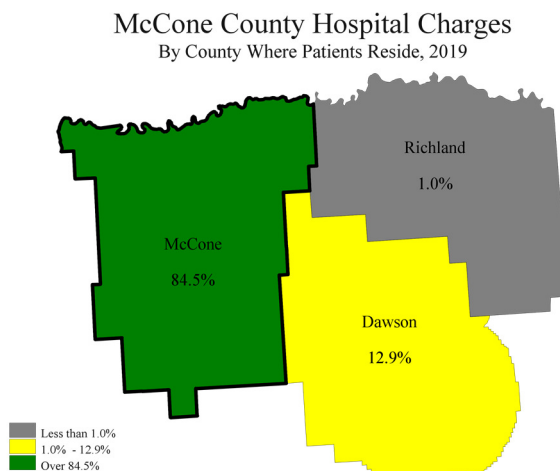 McCone County Hospital Charges
By County Where Patients Reside, 2019
Richland
1.0%
McCone
84.5%
Dawson
12.9%
Less than 1.0%
1.0% - 12.9%
Over 84.5%